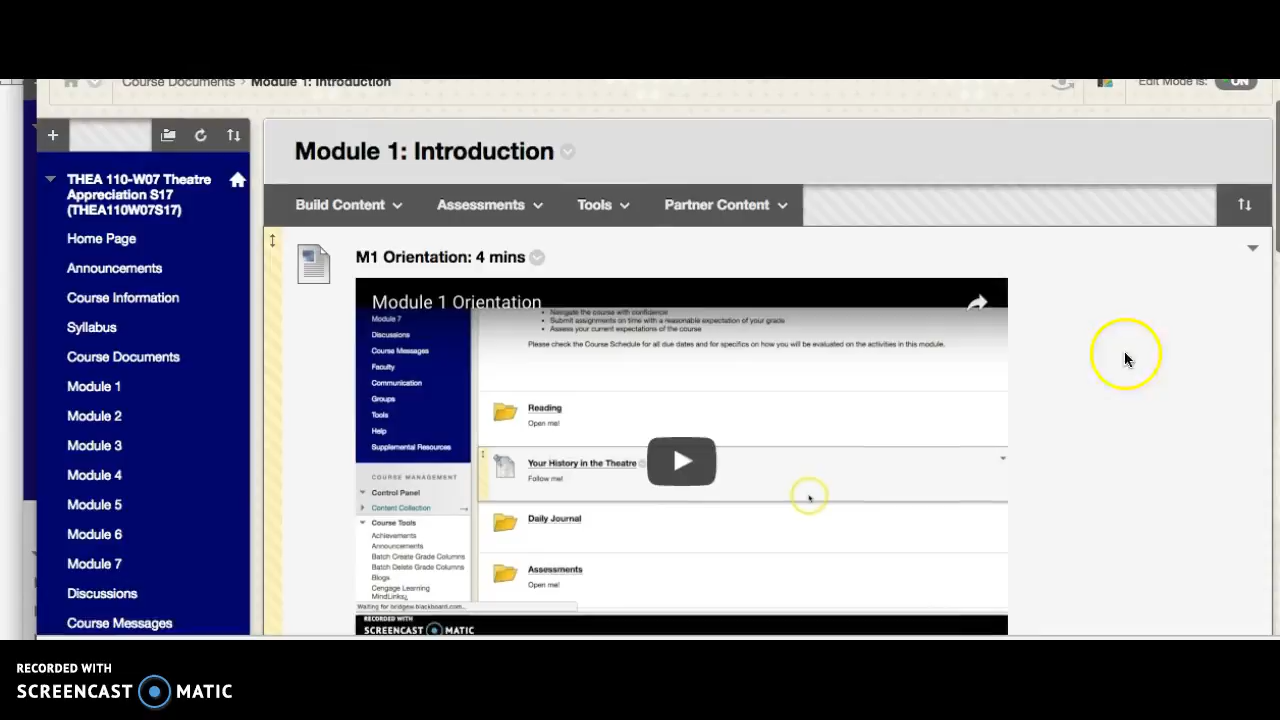 Course Documents > Module 1: Introduction
Edit Mode is:
ON
THEA 110-W07 Theatre
Appreciation S17
(THEA110W07S17)
Home Page
Announcements
Course Information
Syllabus
Course Documents
Module 1
Module 2
Module 3
Module 4
Module 5
Module 6
Module 7
Discussions
Course Messages
Module 1: Introduction
Build Content
Assessments
Tools
Partner Content
M1 Orientation: 4 mins
Module 1 Orientation
Module 7
Discussions
Course Messages
Faculty
Communication
Groups
Tools
Help
Supplemental Resources
COURSE MANAGEMENT
Control Panel
Content Collection
Course Tools
Achievements
Announcements
Batch Create Grade Columns
Batch Delete Grade Columns
Blogs
Cengage Learning
MindLinks
Waiting for bridgew.blackboard.com...
• Navigate the course with confidence
• Submit assignments on time with a reasonable expectation of your grade
• Assess your current expectations of the course
Please check the Course Schedule for all due dates and for specifics on how you will be evaluated on the activities in this module.
Reading
Open me!
Your History in the Theatre
Follow me!
Daily Journal
Assessments
Open me!
RECORDED WITH
SCREENCAST MATIC
RECORDED WITH
SCREENCAST MATIC